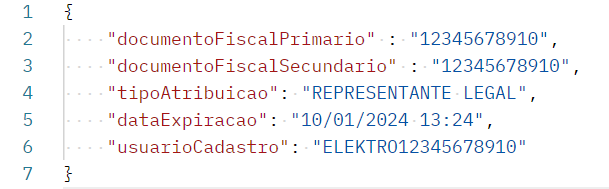 1 {
2 "documentoFiscalPrimario" : "12345678910",
3 "documentoFiscalSecundario" : "12345678910",
4 "tipoAtribuicao": "REPRESENTANTE LEGAL",
5 "dataExpiracao": "10/01/2024 13:24",
6 "usuarioCadastro": "ELEKTRO12345678910"
7 }